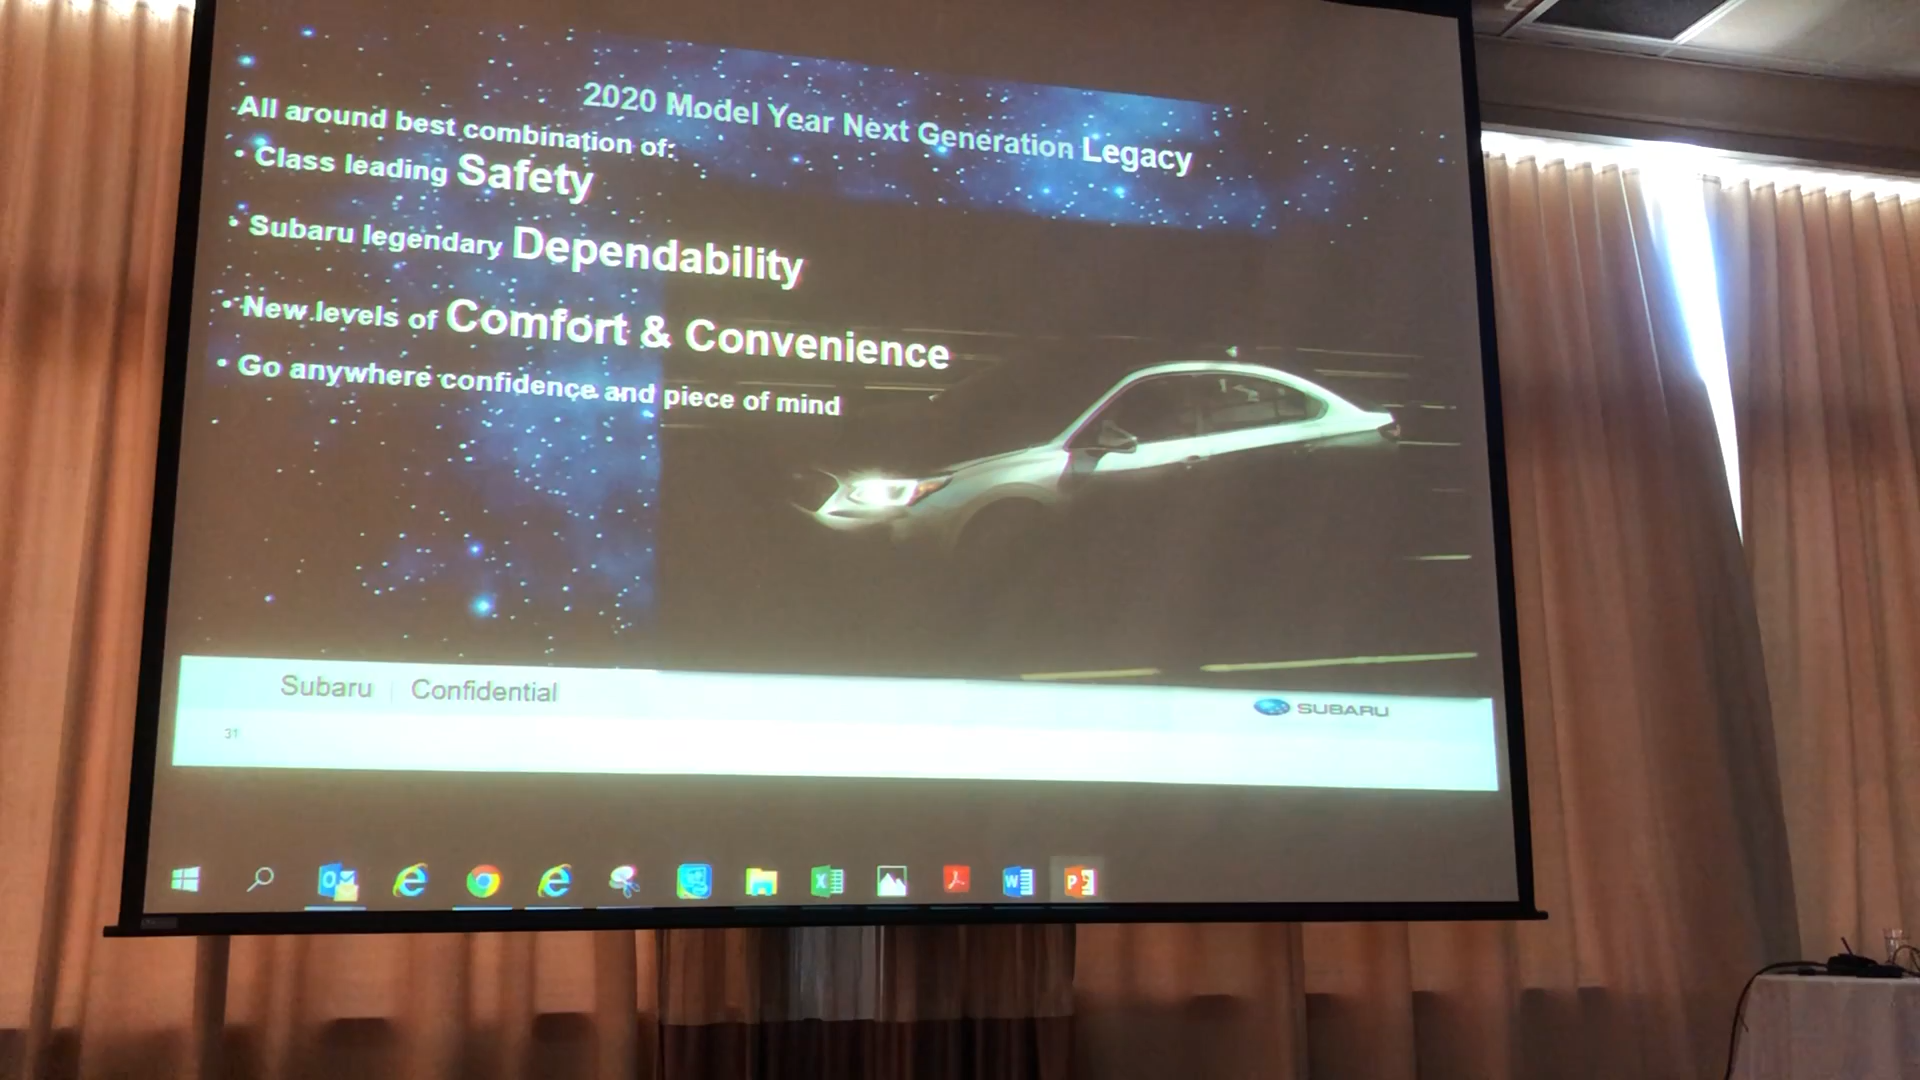 2020 Model Year Next Generation Legacy
All around best combination of:
• Class leading Safety
• Subaru legendary Dependability
• New levels of Comfort & Convenience
• Go anywhere confidence and piece of mind
Subaru Confidential
SUBARU
31